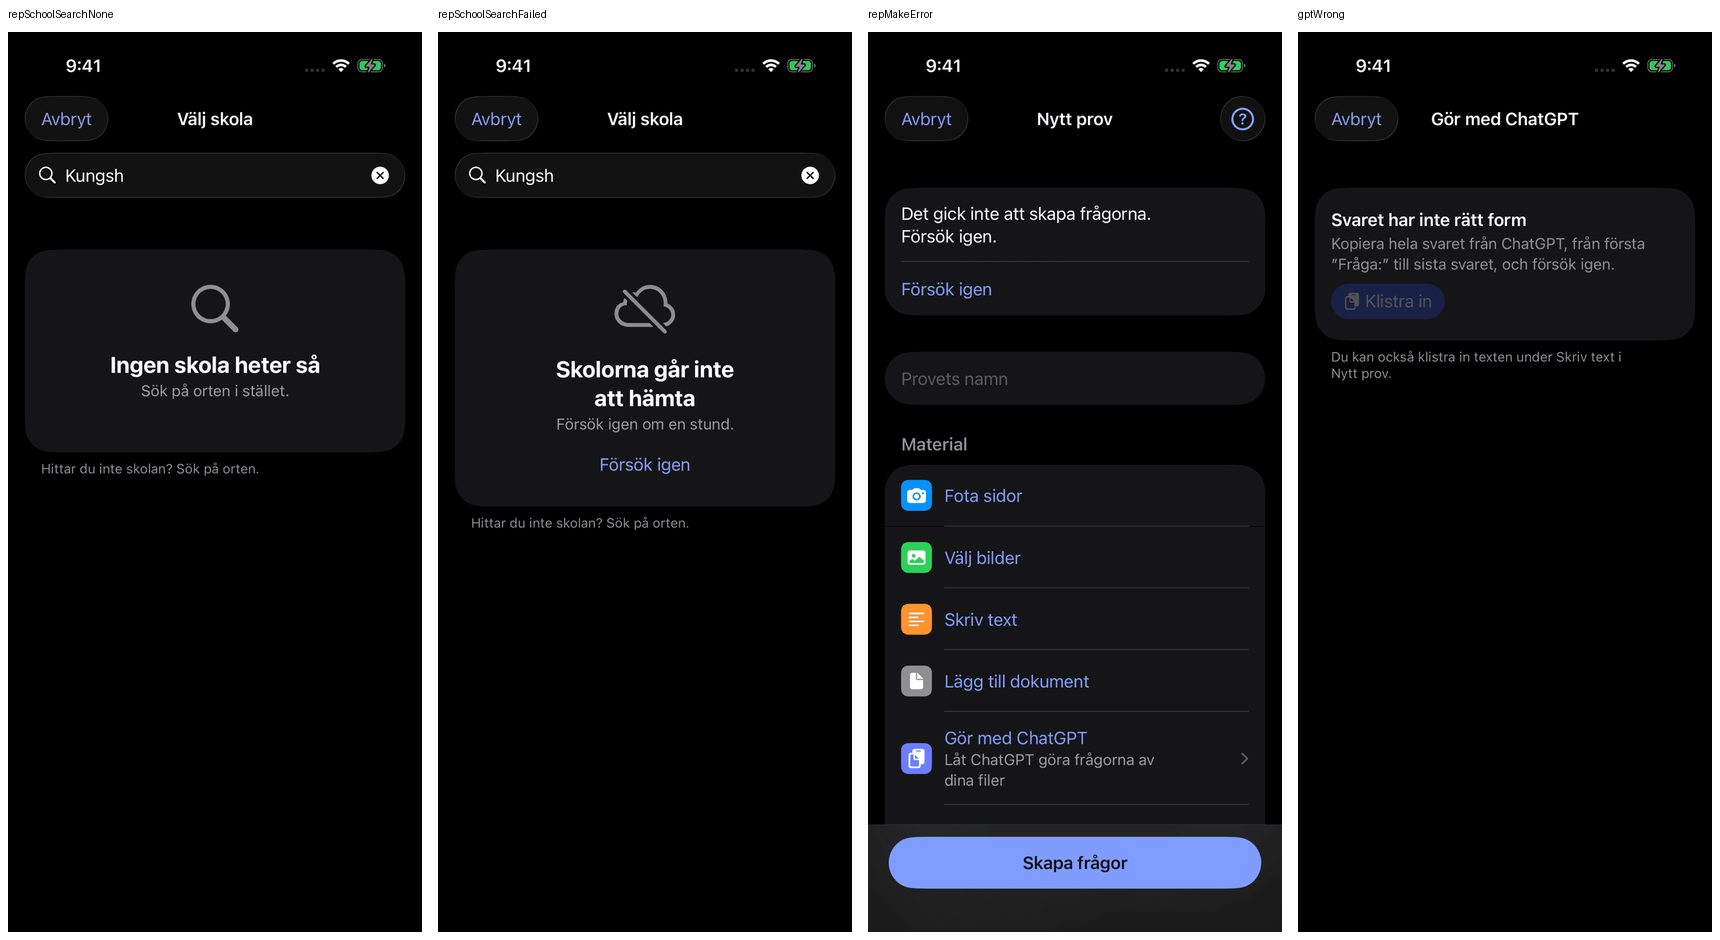 repSchoolSearchNone
9:41
Avbryt
Välj skola
Kungsh
Ingen skola heter så
Sök på orten i stället.
Hittar du inte skolan? Sök på orten.
repSchoolSearchFailed
9:41
Avbryt
Välj skola
Kungsh
Skolorna går inte
att hämta
Försök igen om en stund.
Försök igen
Hittar du inte skolan? Sök på orten.
repMakeError
9:41
Avbryt
Nytt prov
?
Det gick inte att skapa frågorna.
Försök igen.
Försök igen
Provets namn
Material
Fota sidor
Välj bilder
Skriv text
Lägg till dokument
Gör med ChatGPT
Låt ChatGPT göra frågorna av
dina filer
Skapa frågor
gptWrong
9:41
Avbryt
Gör med ChatGPT
Svaret har inte rätt form
Kopiera hela svaret från ChatGPT, från första
”Fråga:” till sista svaret, och försök igen.
Klistra in
Du kan också klistra in texten under Skriv text i
Nytt prov.